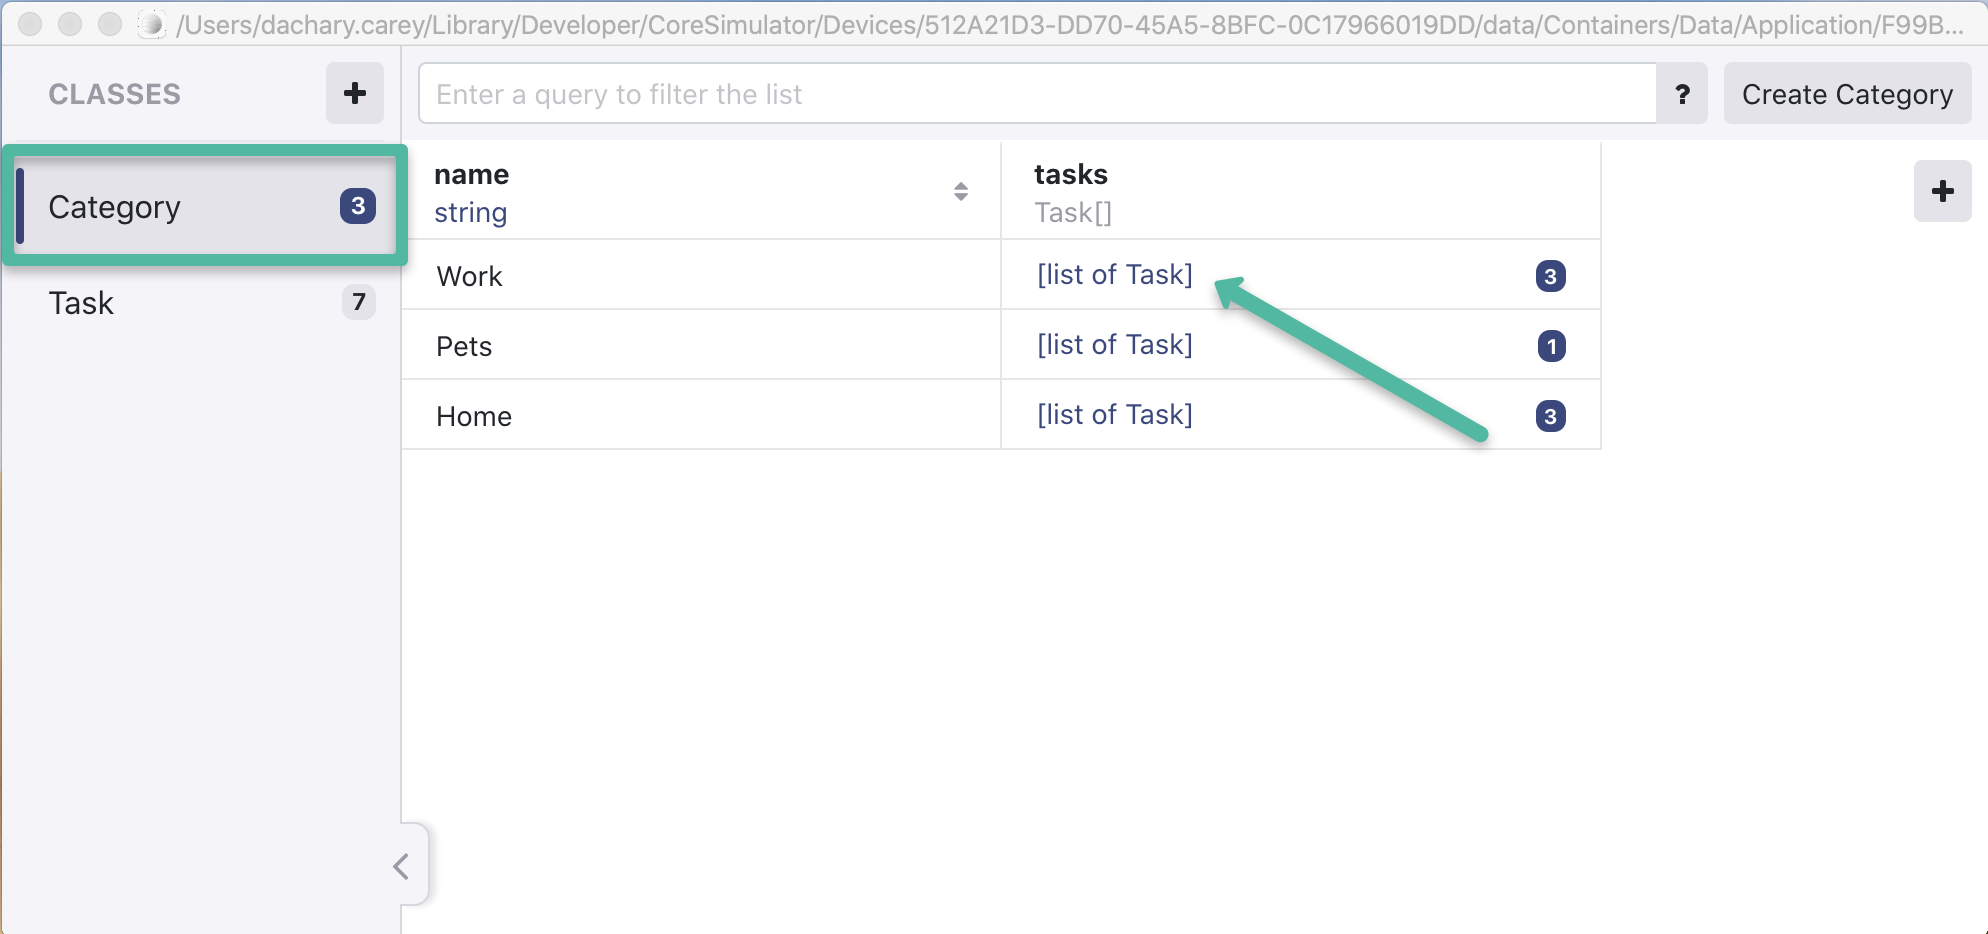 /Users/dachary.carey/Library/Developer/CoreSimulator/Devices/512A21D3-DD70-45A5-8BFC-0C17966019DD/data/Containers/Data/Application/F99B...
CLASSES
+
Enter a query to filter the list
?
Create Category
Category 3
Task 7
name
string
tasks
Task[]
+
Work [list of Task] 3
Pets [list of Task] 1
Home [list of Task] 3